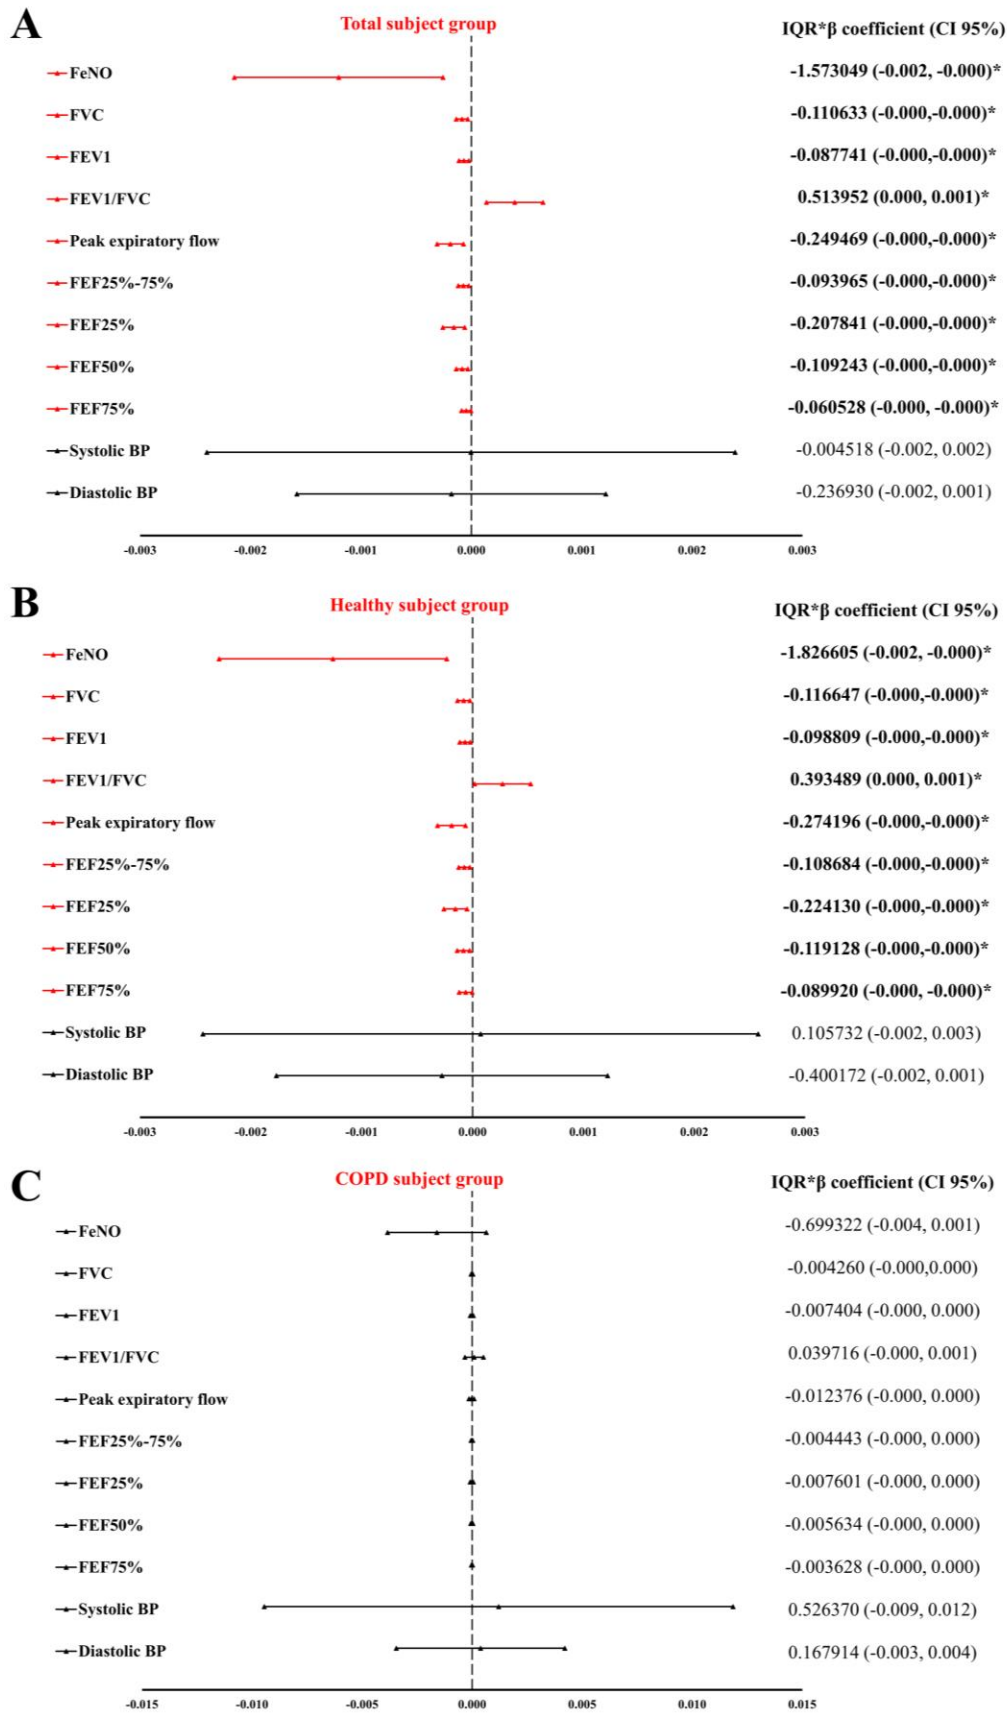 A
Total subject group
IQR*β coefficient (CI 95%)
FeNO -1.573049 (-0.002, -0.000)*
FVC -0.110633 (-0.000,-0.000)*
FEV1 -0.087741 (-0.000,-0.000)*
FEV1/FVC 0.513952 (0.000, 0.001)*
Peak expiratory flow -0.249469 (-0.000,-0.000)*
FEF25%-75% -0.093965 (-0.000,-0.000)*
FEF25% -0.207841 (-0.000,-0.000)*
FEF50% -0.109243 (-0.000,-0.000)*
FEF75% -0.060528 (-0.000, -0.000)*
Systolic BP -0.004518 (-0.002, 0.002)
Diastolic BP -0.236930 (-0.002, 0.001)
-0.003 -0.002 -0.001 0.000 0.001 0.002 0.003
B
Healthy subject group
IQR*β coefficient (CI 95%)
FeNO -1.826605 (-0.002, -0.000)*
FVC -0.116647 (-0.000,-0.000)*
FEV1 -0.098809 (-0.000,-0.000)*
FEV1/FVC 0.393489 (0.000, 0.001)*
Peak expiratory flow -0.274196 (-0.000,-0.000)*
FEF25%-75% -0.108684 (-0.000,-0.000)*
FEF25% -0.224130 (-0.000,-0.000)*
FEF50% -0.119128 (-0.000,-0.000)*
FEF75% -0.089920 (-0.000, -0.000)*
Systolic BP 0.105732 (-0.002, 0.003)
Diastolic BP -0.400172 (-0.002, 0.001)
-0.003 -0.002 -0.001 0.000 0.001 0.002 0.003
C
COPD subject group
IQR*β coefficient (CI 95%)
FeNO -0.699322 (-0.004, 0.001)
FVC -0.004260 (-0.000,0.000)
FEV1 -0.007404 (-0.000, 0.000)
FEV1/FVC 0.039716 (-0.000, 0.001)
Peak expiratory flow -0.012376 (-0.000, 0.000)
FEF25%-75% -0.004443 (-0.000, 0.000)
FEF25% -0.007601 (-0.000, 0.000)
FEF50% -0.005634 (-0.000, 0.000)
FEF75% -0.003628 (-0.000, 0.000)
Systolic BP 0.526370 (-0.009, 0.012)
Diastolic BP 0.167914 (-0.003, 0.004)
-0.015 -0.010 -0.005 0.000 0.005 0.010 0.015